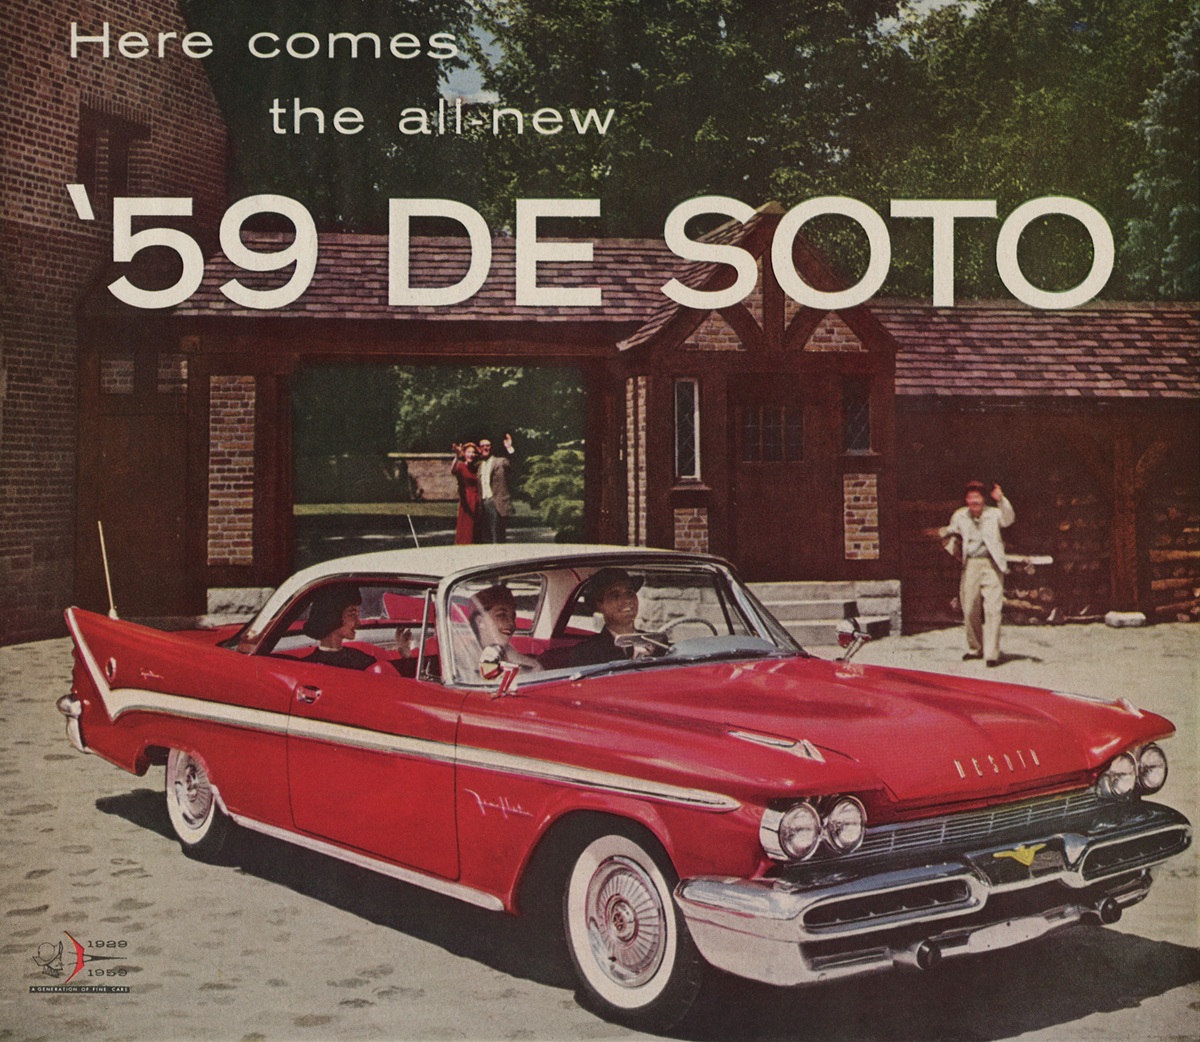 Here comes
the all-new
'59 DE SOTO
DESOTO
1929
1959
A GENERATION OF FINE CARS